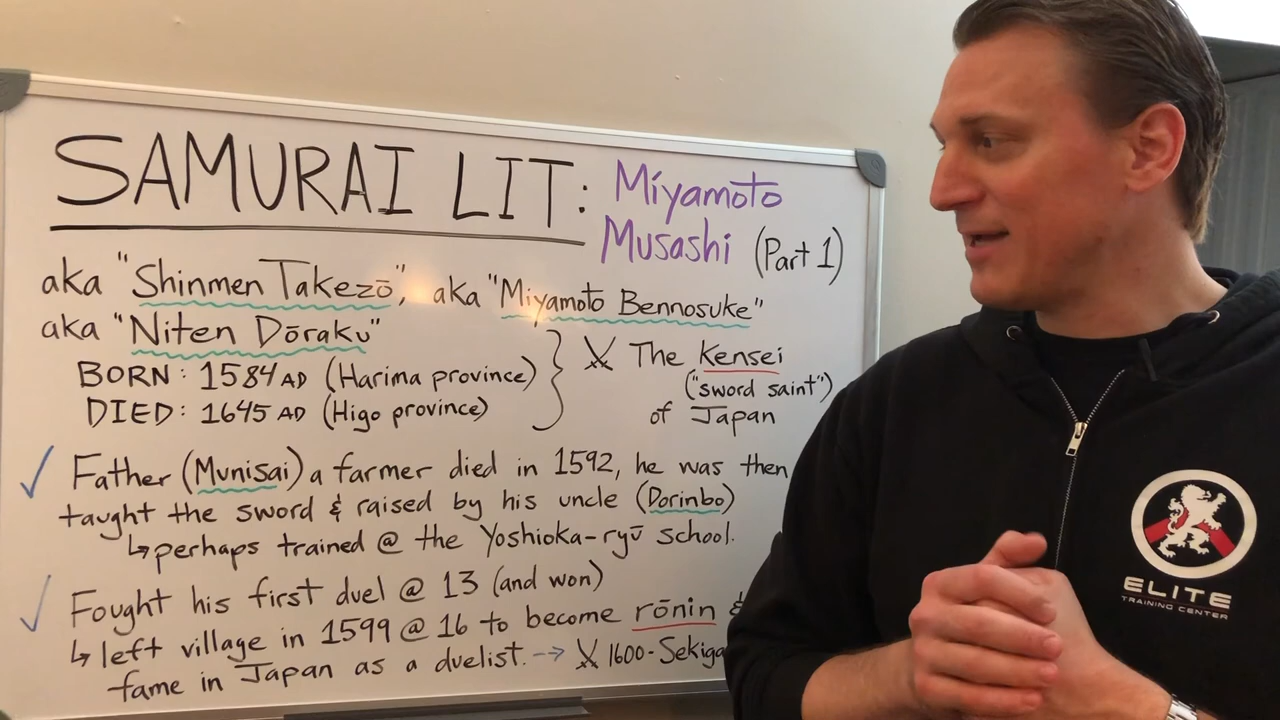 SAMURAI LIT: Miyamoto
Musashi (Part 1)
aka "Shinmen Takezō", aka "Miyamoto Bennosuke"
aka "Niten Dōraku"
BORN: 1584 AD (Harima province)
DIED: 1645 AD (Higo province)
The Kensei
("sword saint")
of Japan
✓ Father (Munisai) a farmer died in 1592, he was then
taught the sword & raised by his uncle (Dorinbo)
↳ perhaps trained @ the Yoshioka-ryū school.
✓ Fought his first duel @ 13 (and won)
↳ left village in 1599 @ 16 to become rōnin &
fame in Japan as a duelist. --> 1600-Sekiga
ELITE
TRAINING CENTER